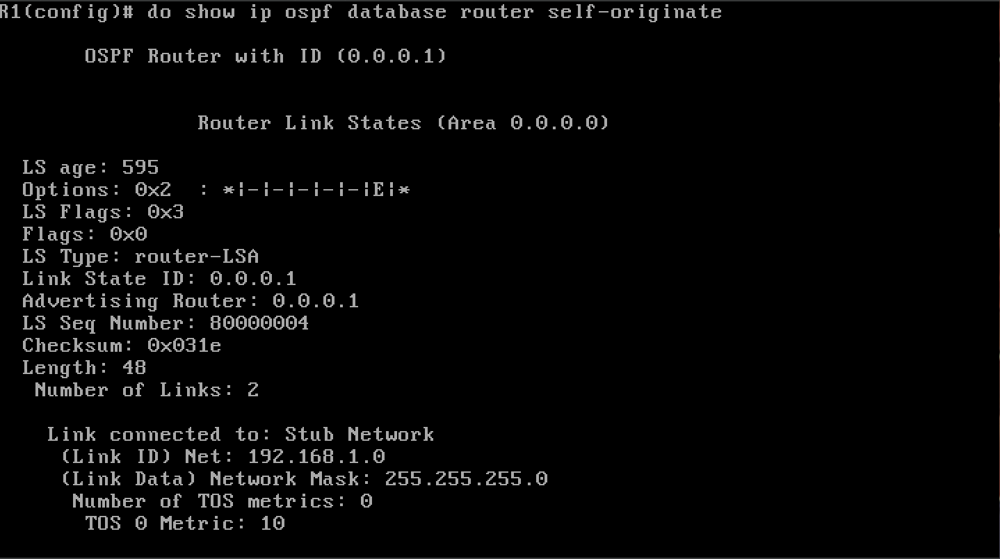 R1(config)# do show ip ospf database router self-originate
OSPF Router with ID (0.0.0.1)
Router Link States (Area 0.0.0.0)
LS age: 595
Options: 0x2  : *|-|-|-|-|-|E|*
LS Flags: 0x3
Flags: 0x0
LS Type: router-LSA
Link State ID: 0.0.0.1
Advertising Router: 0.0.0.1
LS Seq Number: 80000004
Checksum: 0x031e
Length: 48
Number of Links: 2
Link connected to: Stub Network
(Link ID) Net: 192.168.1.0
(Link Data) Network Mask: 255.255.255.0
Number of TOS metrics: 0
TOS 0 Metric: 10